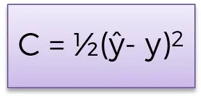 C = ½(ŷ- y)²